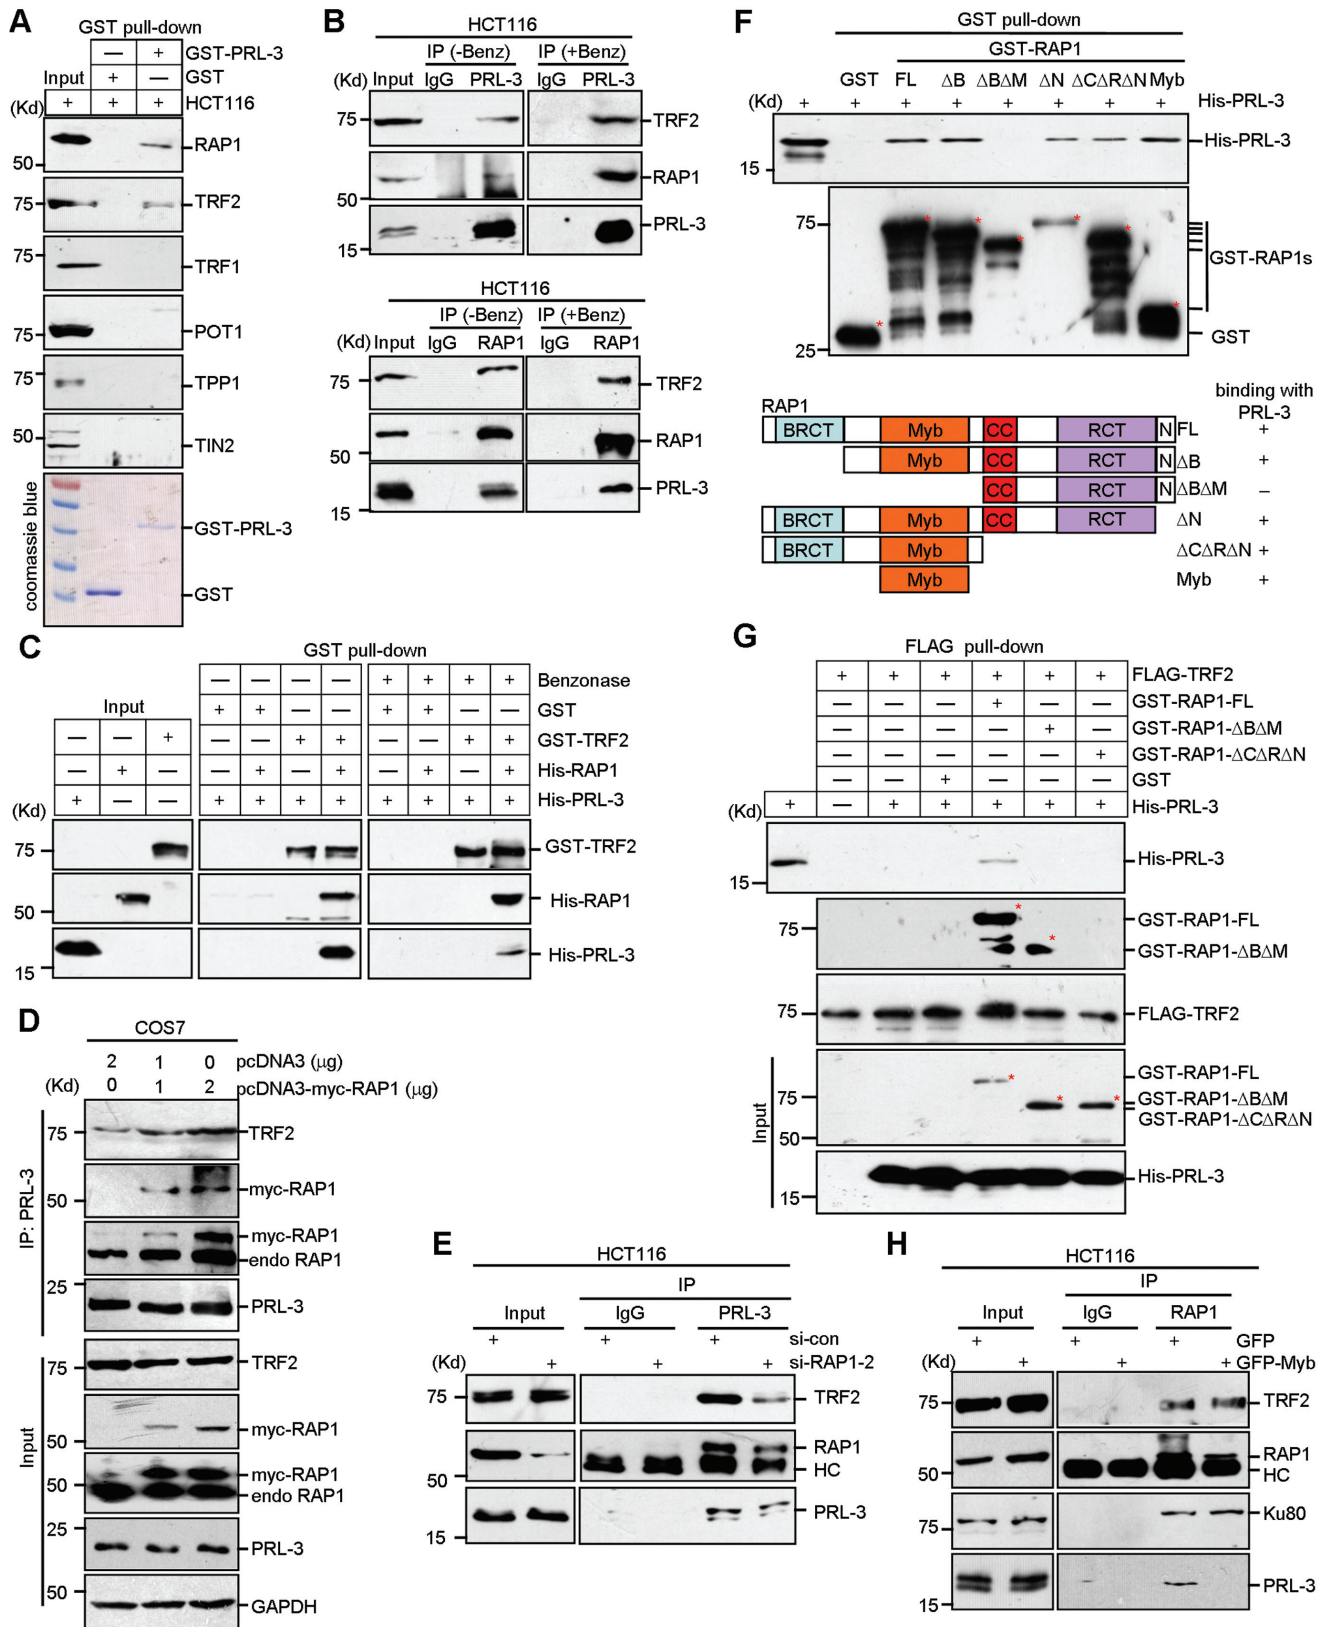 A
GST pull-down
— + GST-PRL-3
Input + — GST
(Kd) + + + HCT116
RAP1
50
75 TRF2
75 TRF1
75 POT1
75 TPP1
50 TIN2
coomassie blue
GST-PRL-3
GST
B
HCT116
IP (-Benz) IP (+Benz)
(Kd) Input IgG PRL-3 IgG PRL-3
75 TRF2
RAP1
50
PRL-3
15
HCT116
IP (-Benz) IP (+Benz)
(Kd) Input IgG RAP1 IgG RAP1
75 TRF2
RAP1
50
PRL-3
15
C
GST pull-down
— — — — + + + + Benzonase
Input + + — — + + — — GST
— — + — — + + — — + + GST-TRF2
— + — — + — + — + — + His-RAP1
+ — — + + + + + + + + His-PRL-3
(Kd)
75 GST-TRF2
His-RAP1
50
His-PRL-3
15
D
COS7
2 1 0 pcDNA3 (μg)
(Kd) 0 1 2 pcDNA3-myc-RAP1 (μg)
IP: PRL-3
75 TRF2
myc-RAP1
50
myc-RAP1
endo RAP1
25
PRL-3
Input
TRF2
75
myc-RAP1
50
myc-RAP1
50
endo RAP1
25
PRL-3
50
GAPDH
E
HCT116
IP
Input IgG PRL-3
+ + + si-con
(Kd) + + + si-RAP1-2
75 TRF2
RAP1
HC
50
PRL-3
15
F
GST pull-down
GST-RAP1
GST FL ΔB ΔBΔM ΔN ΔCΔRΔN Myb
(Kd) + + + + + + + + His-PRL-3
His-PRL-3
15
75 * * * * * * *
GST-RAP1s
GST
25
binding with
RAP1 PRL-3
BRCT Myb CC RCT N FL +
Myb CC RCT N ΔB +
CC RCT N ΔBΔM –
BRCT Myb CC RCT ΔN +
BRCT Myb ΔCΔRΔN +
Myb Myb +
G
FLAG pull-down
+ + + + + + FLAG-TRF2
— — — + — — GST-RAP1-FL
— — — — + — GST-RAP1-ΔBΔM
— — — — — + GST-RAP1-ΔCΔRΔN
— — + — — — GST
(Kd) + — + + + + + His-PRL-3
His-PRL-3
15
* GST-RAP1-FL
75
* GST-RAP1-ΔBΔM
75 FLAG-TRF2
Input
* GST-RAP1-FL
75 * * GST-RAP1-ΔBΔM
GST-RAP1-ΔCΔRΔN
50
His-PRL-3
15
H
HCT116
IP
Input IgG RAP1
+ + + GFP
(Kd) + + + GFP-Myb
75 TRF2
RAP1
50 HC
Ku80
75
PRL-3
15